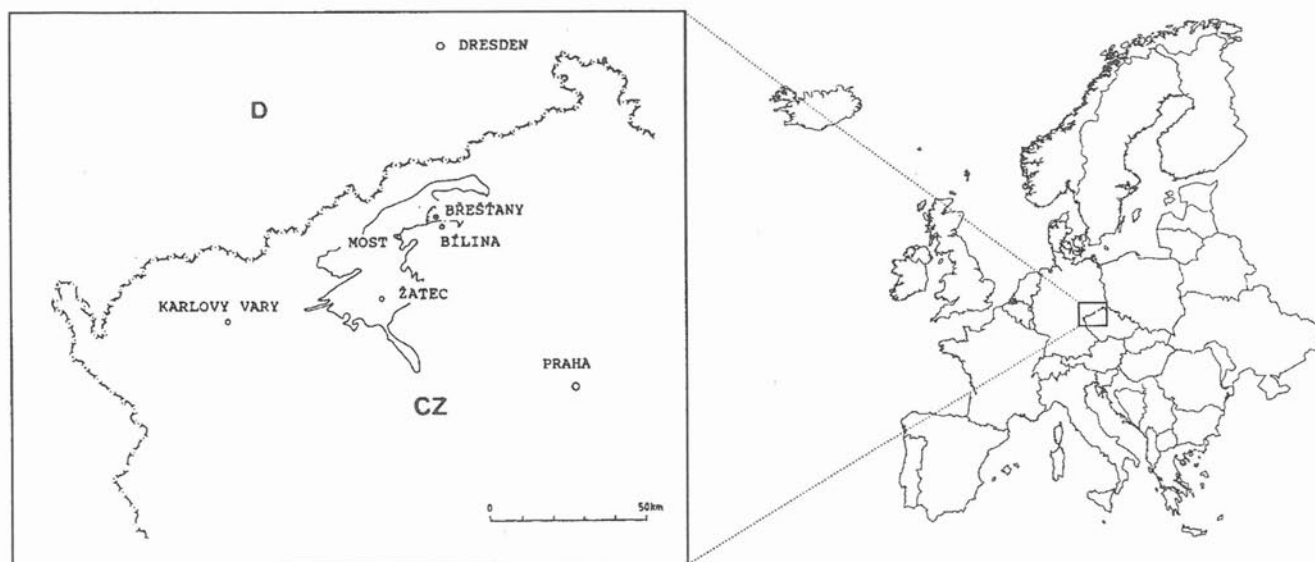 DRESDEN
D
BŘEŠŤANY
MOST
BÍLINA
ŽATEC
KARLOVY VARY
PRAHA
CZ
0 50km